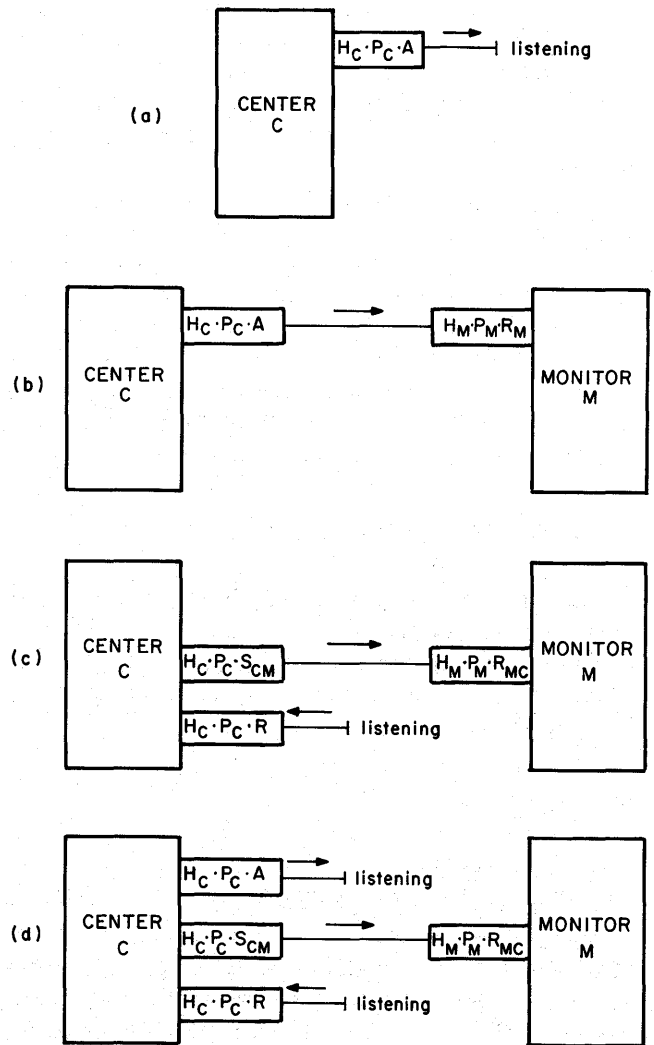 H_C·P_C·A listening
CENTER
C
(a)
H_C·P_C·A H_M·P_M·R_M
CENTER
C
MONITOR
M
(b)
CENTER
C
MONITOR
M
(c)
H_C·P_C·S_CM H_M·P_M·R_MC
H_C·P_C·R listening
H_C·P_C·A listening
CENTER
C
MONITOR
M
(d)
H_C·P_C·S_CM H_M·P_M·R_MC
H_C·P_C·R listening